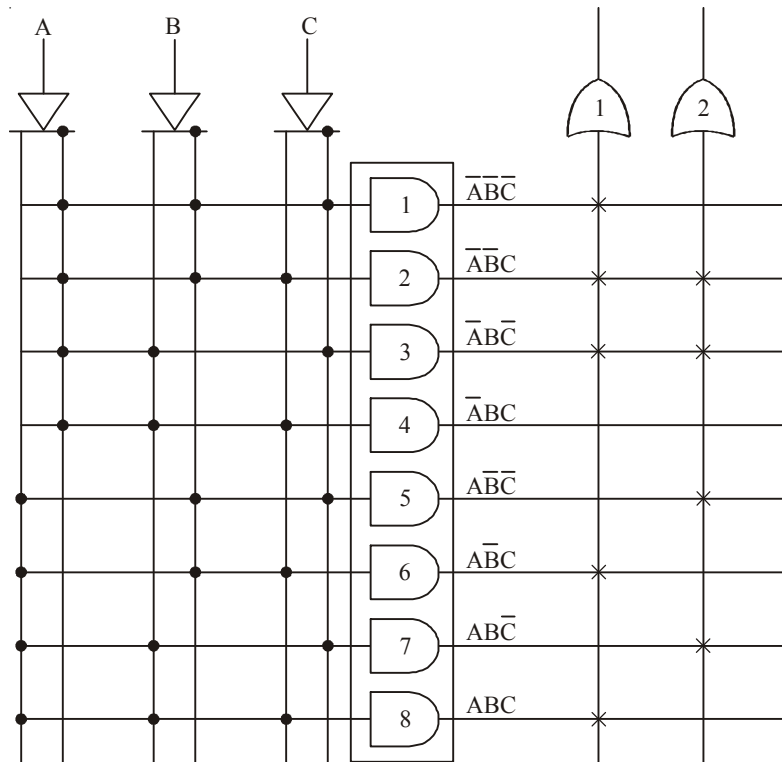 A B C
1 2
1 A̅B̅C̅
2 A̅B̅C
3 A̅BC̅
4 A̅BC
5 AB̅C̅
6 AB̅C
7 ABC̅
8 ABC